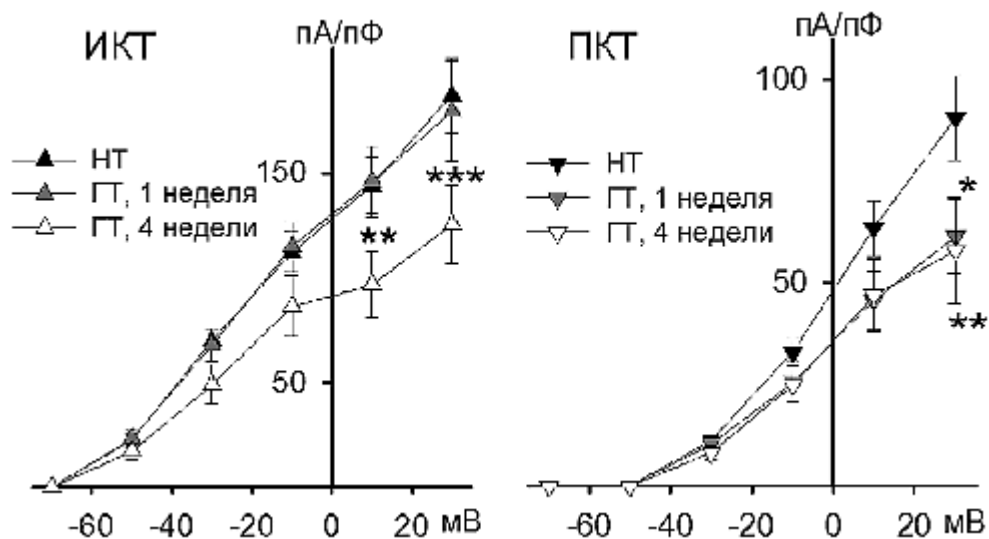 ИКТ
пА/пФ
НТ
ГТ, 1 неделя
ГТ, 4 недели
150
50
***
**
-60 -40 -20 0 20 мВ
ПКТ
пА/пФ
100
НТ
ГТ, 1 неделя
ГТ, 4 недели
50
*
**
-60 -40 -20 0 20 мВ